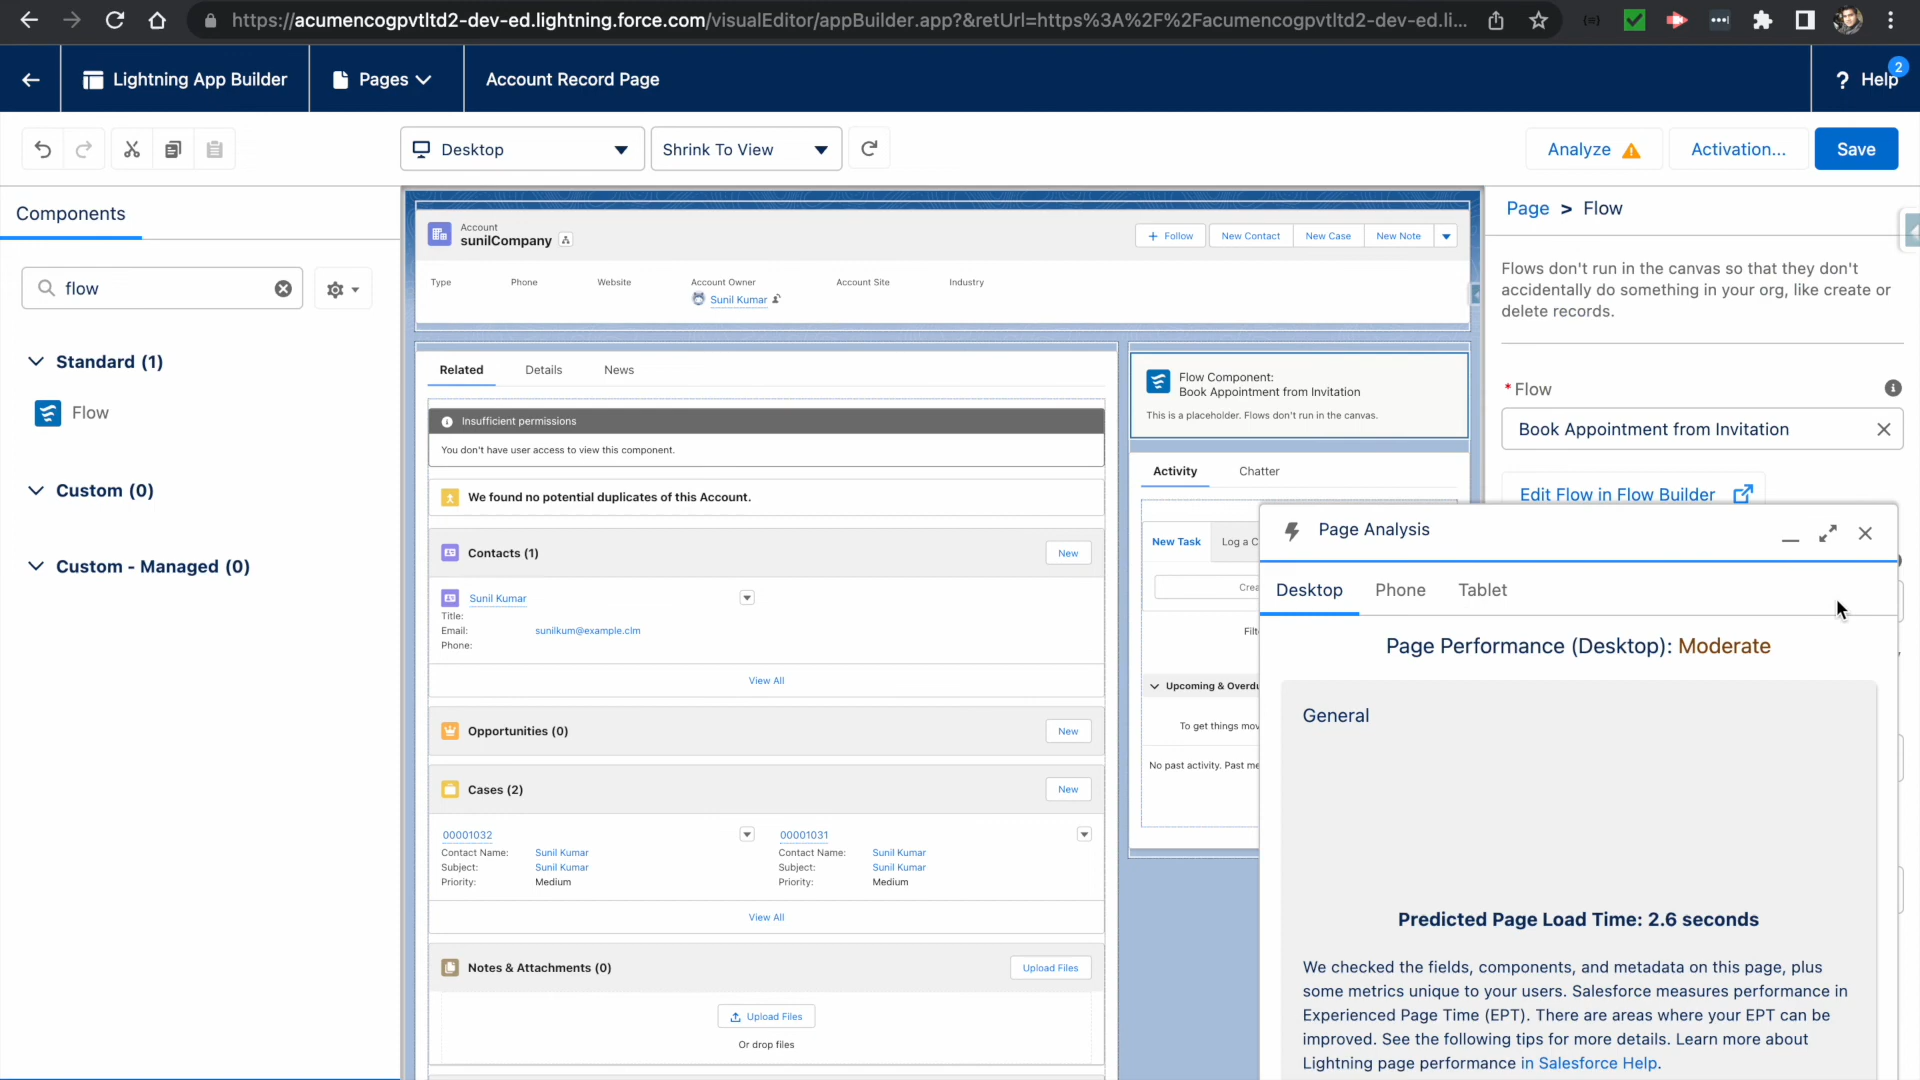 https://acumencogpvtltd2-dev-ed.lightning.force.com/visualEditor/appBuilder.app?&retUrl=https%3A%2F%2Facumencogpvtltd2-dev-ed.li...
Lightning App Builder
Pages
Account Record Page
? Help
2
Desktop
Shrink To View
Analyze
Activation...
Save
Components
flow
Standard (1)
Flow
Custom (0)
Custom - Managed (0)
Account
sunilCompany
+ Follow
New Contact
New Case
New Note
Type
Phone
Website
Account Owner
Account Site
Industry
Sunil Kumar
Related
Details
News
Insufficient permissions
You don't have user access to view this component.
We found no potential duplicates of this Account.
Contacts (1)
New
Sunil Kumar
Title:
Email:
sunilkum@example.clm
Phone:
View All
Opportunities (0)
New
Cases (2)
New
00001032
Contact Name: Sunil Kumar
Subject: Sunil Kumar
Priority: Medium
00001031
Contact Name: Sunil Kumar
Subject: Sunil Kumar
Priority: Medium
View All
Notes & Attachments (0)
Upload Files
Upload Files
Or drop files
Flow Component:
Book Appointment from Invitation
This is a placeholder. Flows don't run in the canvas.
Activity
Chatter
New Task
Log a C
Crea
Filt
Upcoming & Overdu
To get things mov
No past activity. Past me
Page > Flow
Flows don't run in the canvas so that they don't
accidentally do something in your org, like create or
delete records.
* Flow
Book Appointment from Invitation
Edit Flow in Flow Builder
Page Analysis
Desktop
Phone
Tablet
Page Performance (Desktop): Moderate
General
Predicted Page Load Time: 2.6 seconds
We checked the fields, components, and metadata on this page, plus
some metrics unique to your users. Salesforce measures performance in
Experienced Page Time (EPT). There are areas where your EPT can be
improved. See the following tips for more details. Learn more about
Lightning page performance in Salesforce Help.